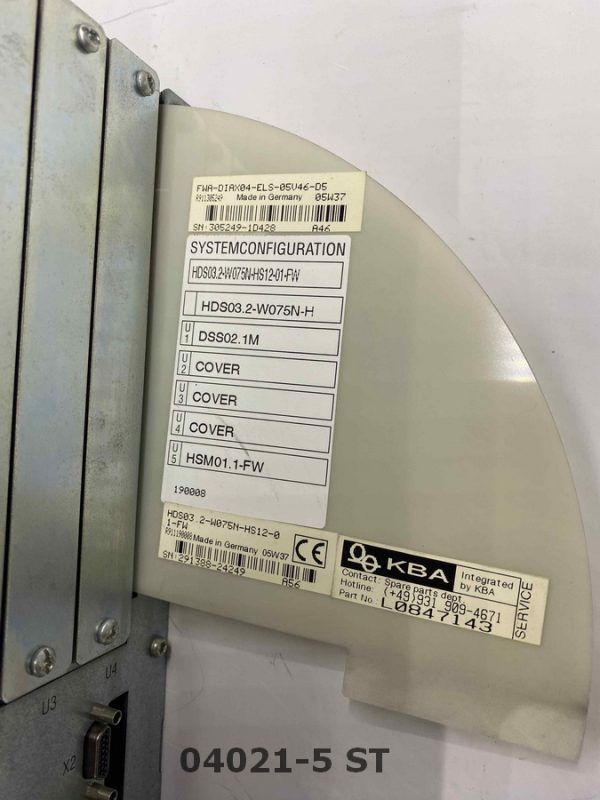 FWA-DIAX04-ELS-05V46-D5
R911305249 Made in Germany 05W37
SN:305249-1D428 A46
SYSTEMCONFIGURATION
HDS03.2-W075N-HS12-01-FW
HDS03.2-W075N-H
U1 DSS02.1M
U2 COVER
U3 COVER
U4 COVER
U5 HSM01.1-FW
190008
HDS03.2-W075N-HS12-0
1-FW
R911190008 Made in Germany 05W37
SN:291388-24249 A56
CE
KBA Integrated by KBA
Contact: Spare parts dept
Hotline: (+49)931 909-4671
Part No. L0847143
SERVICE
U3 U4
X2
04021-5 ST